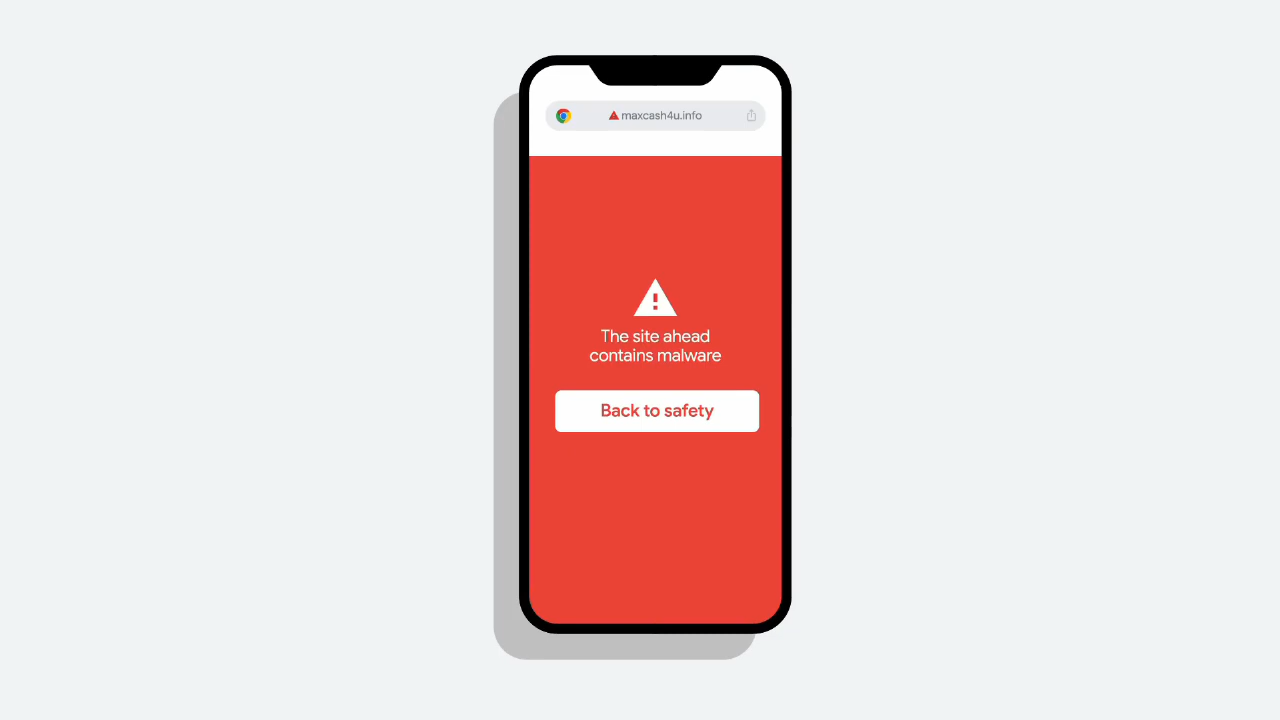 maxcash4u.info
The site ahead
contains malware
Back to safety